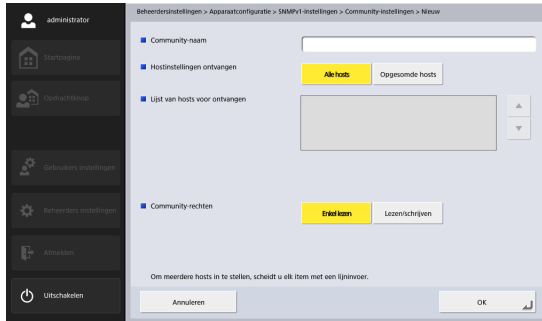 administrator
Beheerdersinstellingen > Apparaatconfiguratie > SNMPv1-instellingen > Community-instellingen > Nieuw
Startpagina
Opdrachtknop
Gebruikers instellingen
Beheerders instellingen
Afmelden
Uitschakelen
Community-naam
Hostinstellingen ontvangen
Alle hosts
Opgesomde hosts
Lijst van hosts voor ontvangen
Community-rechten
Enkel lezen
Lezen/schrijven
Om meerdere hosts in te stellen, scheidt u elk item met een lijninvoer.
Annuleren
OK